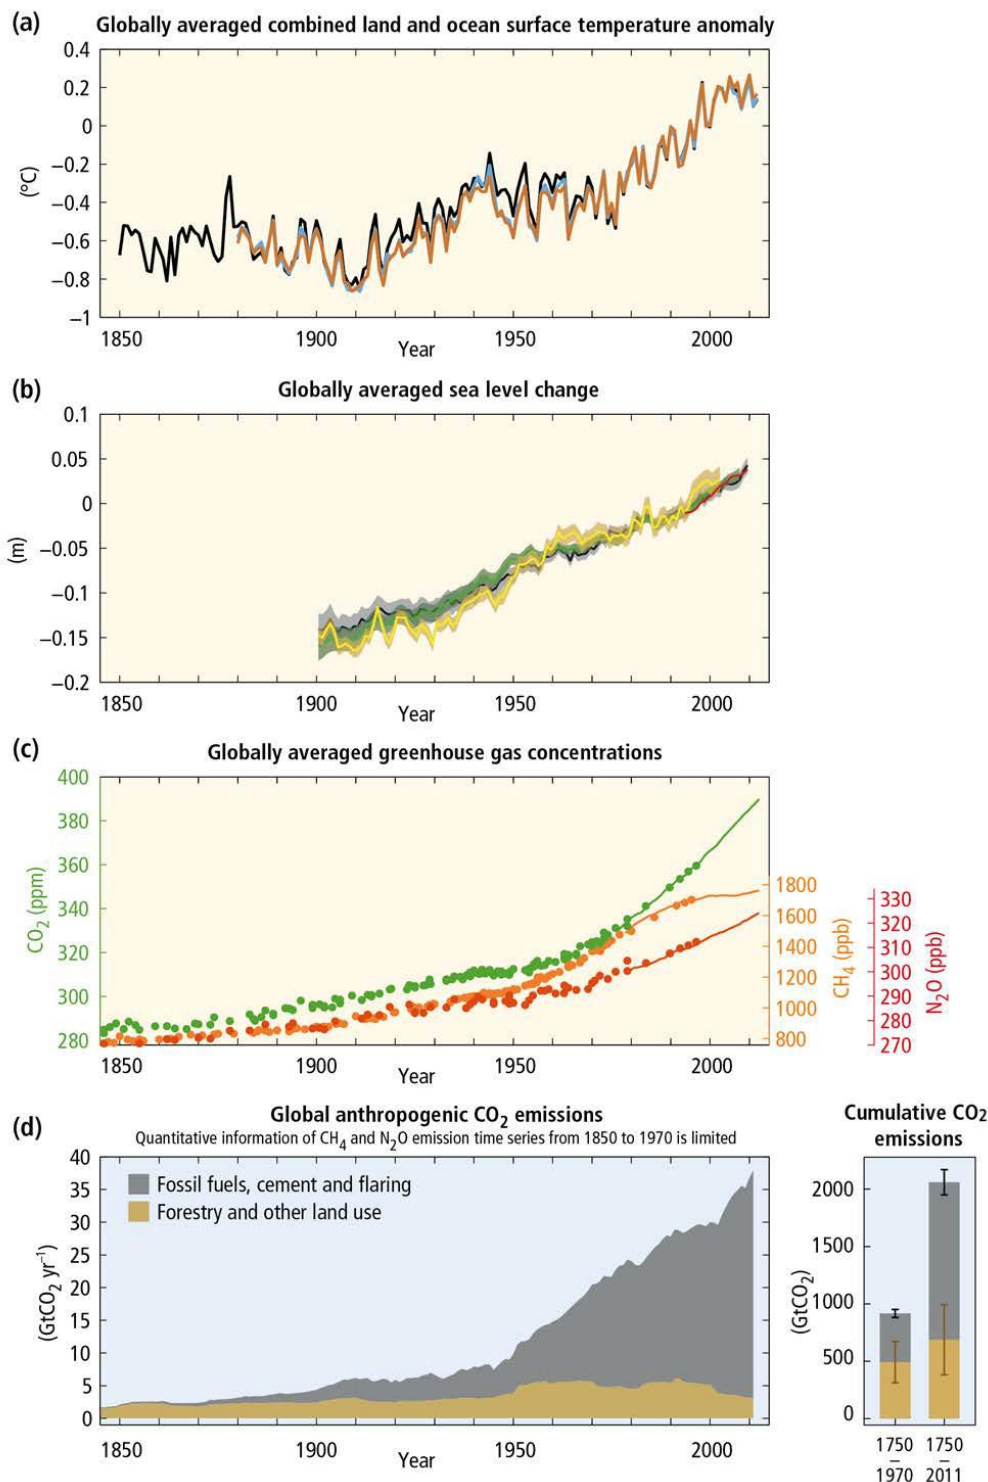 (a)
Globally averaged combined land and ocean surface temperature anomaly
0.4
0.2
0
−0.2
−0.4
−0.6
−0.8
−1
(°C)
1850 1900 1950 2000
Year
(b)
Globally averaged sea level change
0.1
0.05
0
−0.05
−0.1
−0.15
−0.2
(m)
1850 1900 1950 2000
Year
(c)
Globally averaged greenhouse gas concentrations
400
380
360
340
320
300
280
CO2 (ppm)
1800
1600
1400
1200
1000
800
CH4 (ppb)
330
320
310
300
290
280
270
N2O (ppb)
1850 1900 1950 2000
Year
(d)
Global anthropogenic CO2 emissions
Quantitative information of CH4 and N2O emission time series from 1850 to 1970 is limited
40
35
30
25
20
15
10
5
0
(GtCO2 yr−1)
Fossil fuels, cement and flaring
Forestry and other land use
1850 1900 1950 2000
Year
Cumulative CO2
emissions
2000
1500
1000
500
0
(GtCO2)
1750 1750
– –
1970 2011